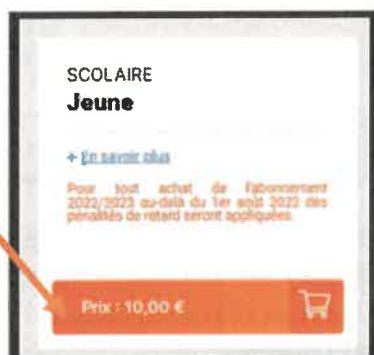 SCOLAIRE
Jeune
+ En savoir plus
Pour tout achat de l'abonnement
2022/2023 au-delà du 1er août 2022 des
pénalités de retard seront appliquées.
Prix : 10,00 €